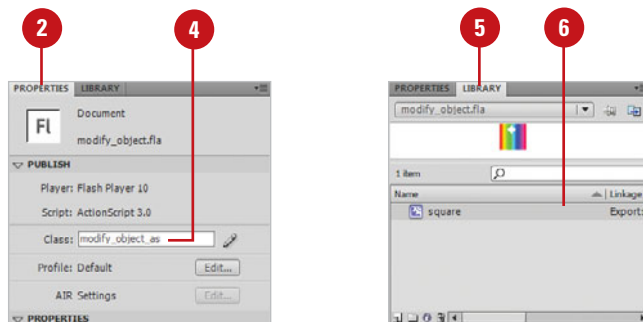 2
4
PROPERTIES LIBRARY
Fl
Document
modify_object.fla
PUBLISH
Player: Flash Player 10
Script: ActionScript 3.0
Class: modify_object_as
Profile: Default Edit...
AIR Settings Edit...
PROPERTIES
5
6
PROPERTIES LIBRARY
modify_object.fla
1 item
Name Linkage
square Export: